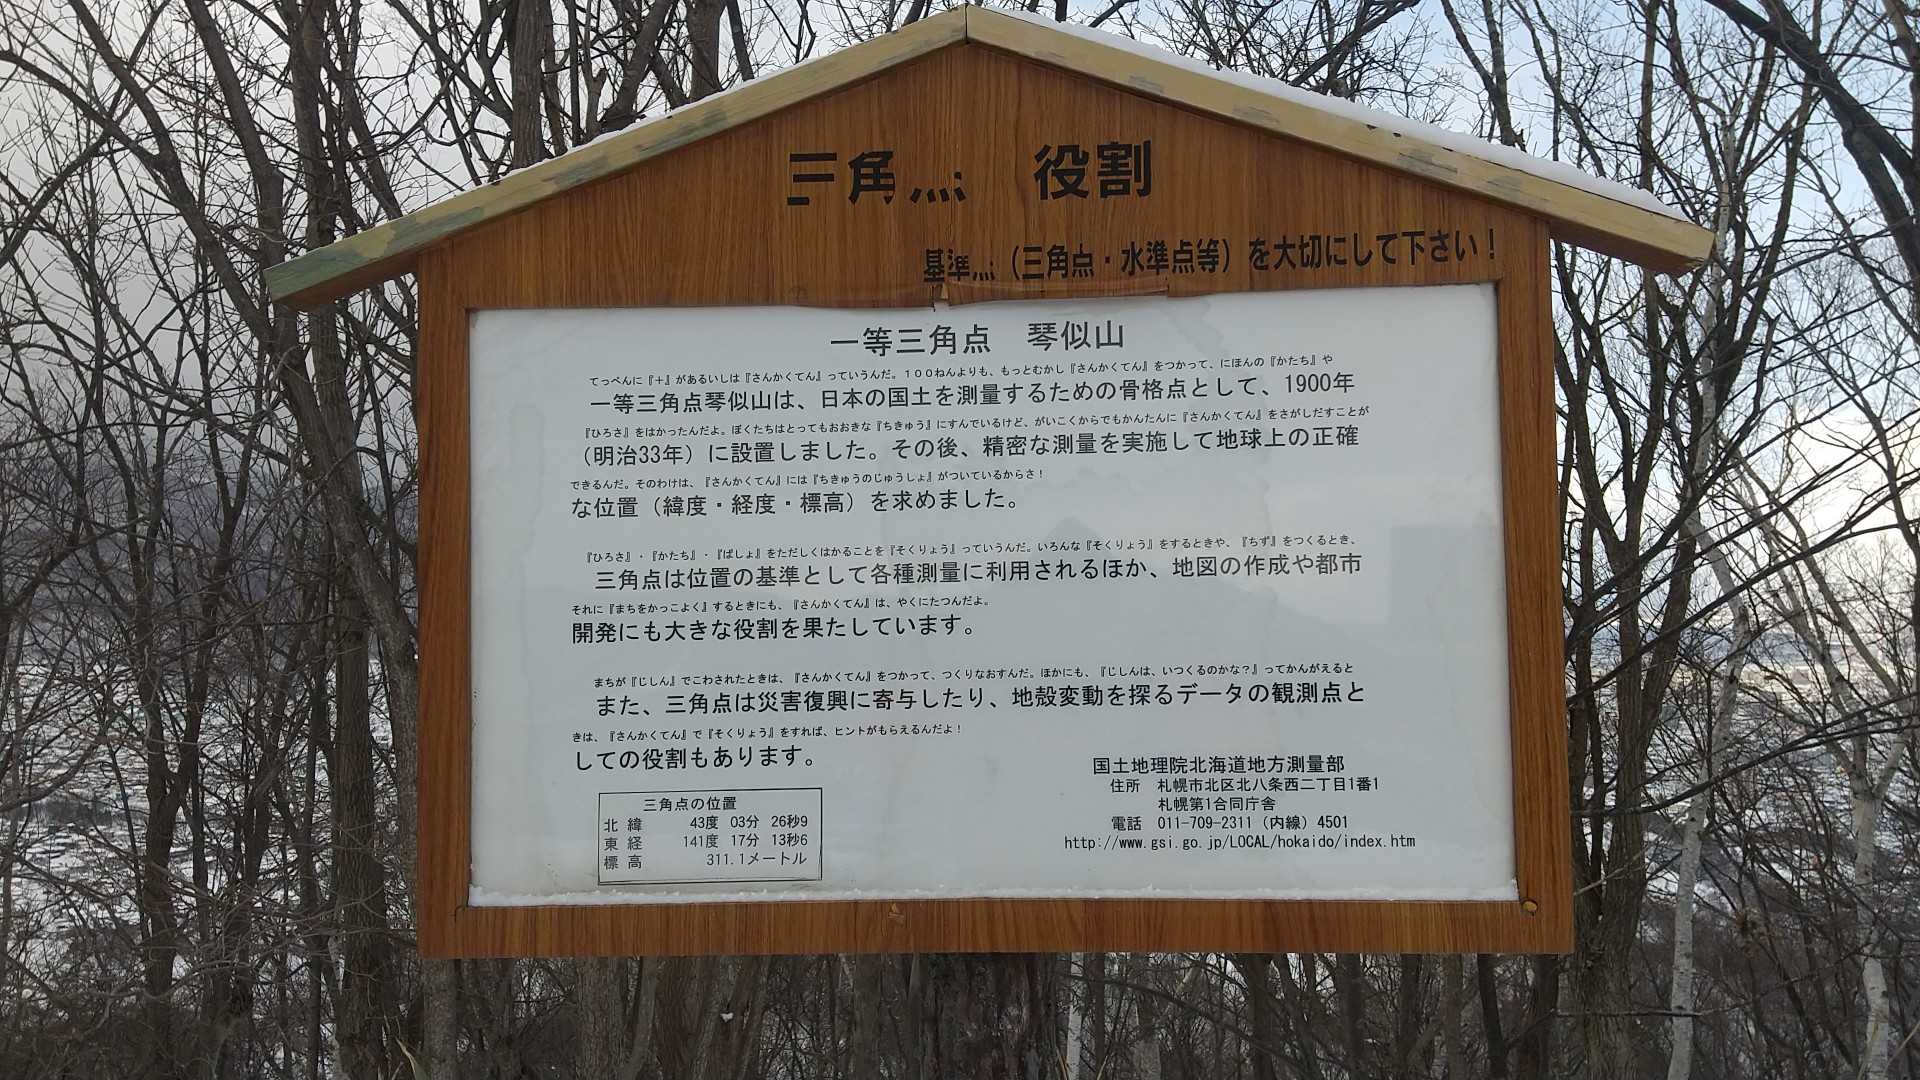 三角点 役割
基準点（三角点・水準点等）を大切にして下さい！
一等三角点　琴似山
てっぺんに『＋』があるいしは『さんかくてん』っていうんだ。１００ねんよりも、もっとむかし『さんかくてん』をつかって、にほんの『かたち』や
一等三角点琴似山は、日本の国土を測量するための骨格点として、1900年
『ひろさ』をはかったんだよ。ぼくたちはとってもおおきな『ちきゅう』にすんでいるけど、がいこくからでもかんたんに『さんかくてん』をさがしだすことが
（明治33年）に設置しました。その後、精密な測量を実施して地球上の正確
できるんだ。そのわけは、『さんかくてん』には『ちきゅうのじゅうしょ』がついているからさ！
な位置（緯度・経度・標高）を求めました。
『ひろさ』・『かたち』・『ばしょ』をただしくはかることを『そくりょう』っていうんだ。いろんな『そくりょう』をするときや、『ちず』をつくるとき、
三角点は位置の基準として各種測量に利用されるほか、地図の作成や都市
それに『まちをかっこよく』するときにも、『さんかくてん』は、やくにたつんだよ。
開発にも大きな役割を果たしています。
まちが『じしん』でこわされたときは、『さんかくてん』をつかって、つくりなおすんだ。ほかにも、『じしんは、いつくるのかな？』ってかんがえると
また、三角点は災害復興に寄与したり、地殻変動を探るデータの観測点と
きは、『さんかくてん』で『そくりょう』をすれば、ヒントがもらえるんだよ！
しての役割もあります。
三角点の位置
北緯　43度 03分 26秒9
東経　141度 17分 13秒6
標高　311.1メートル
国土地理院北海道地方測量部
住所　札幌市北区北八条西二丁目1番1
札幌第1合同庁舎
電話　011-709-2311（内線）4501
http://www.gsi.go.jp/LOCAL/hokaido/index.htm